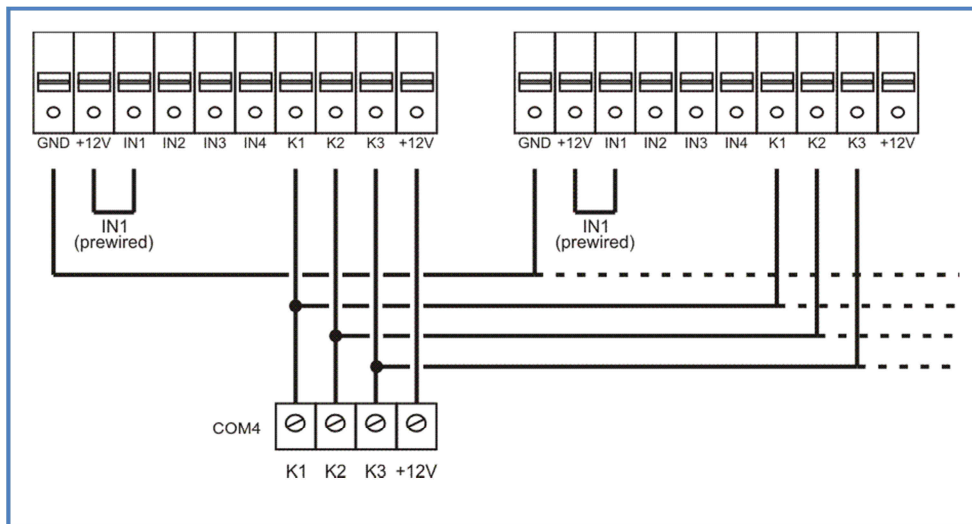 GND +12V IN1 IN2 IN3 IN4 K1 K2 K3 +12V
GND +12V IN1 IN2 IN3 IN4 K1 K2 K3 +12V
IN1
(prewired)
IN1
(prewired)
COM4
K1 K2 K3 +12V